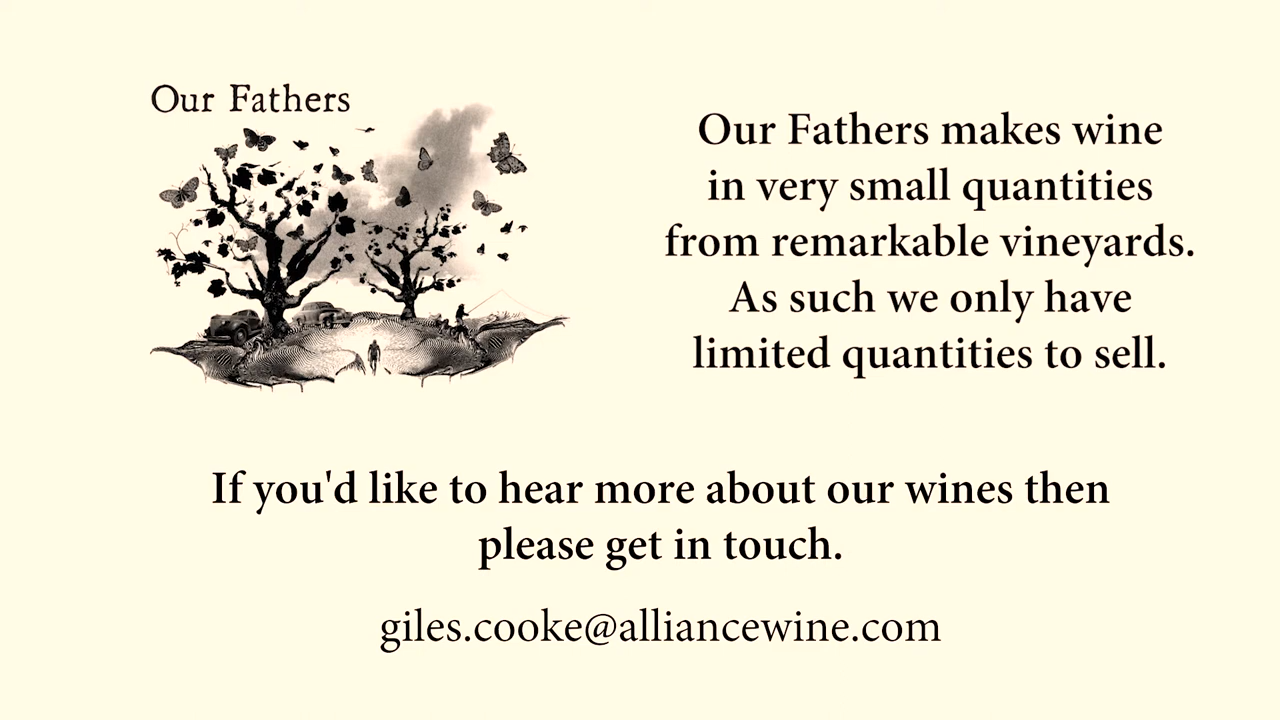 Our Fathers
Our Fathers makes wine
in very small quantities
from remarkable vineyards.
As such we only have
limited quantities to sell.
If you'd like to hear more about our wines then
please get in touch.
giles.cooke@alliancewine.com